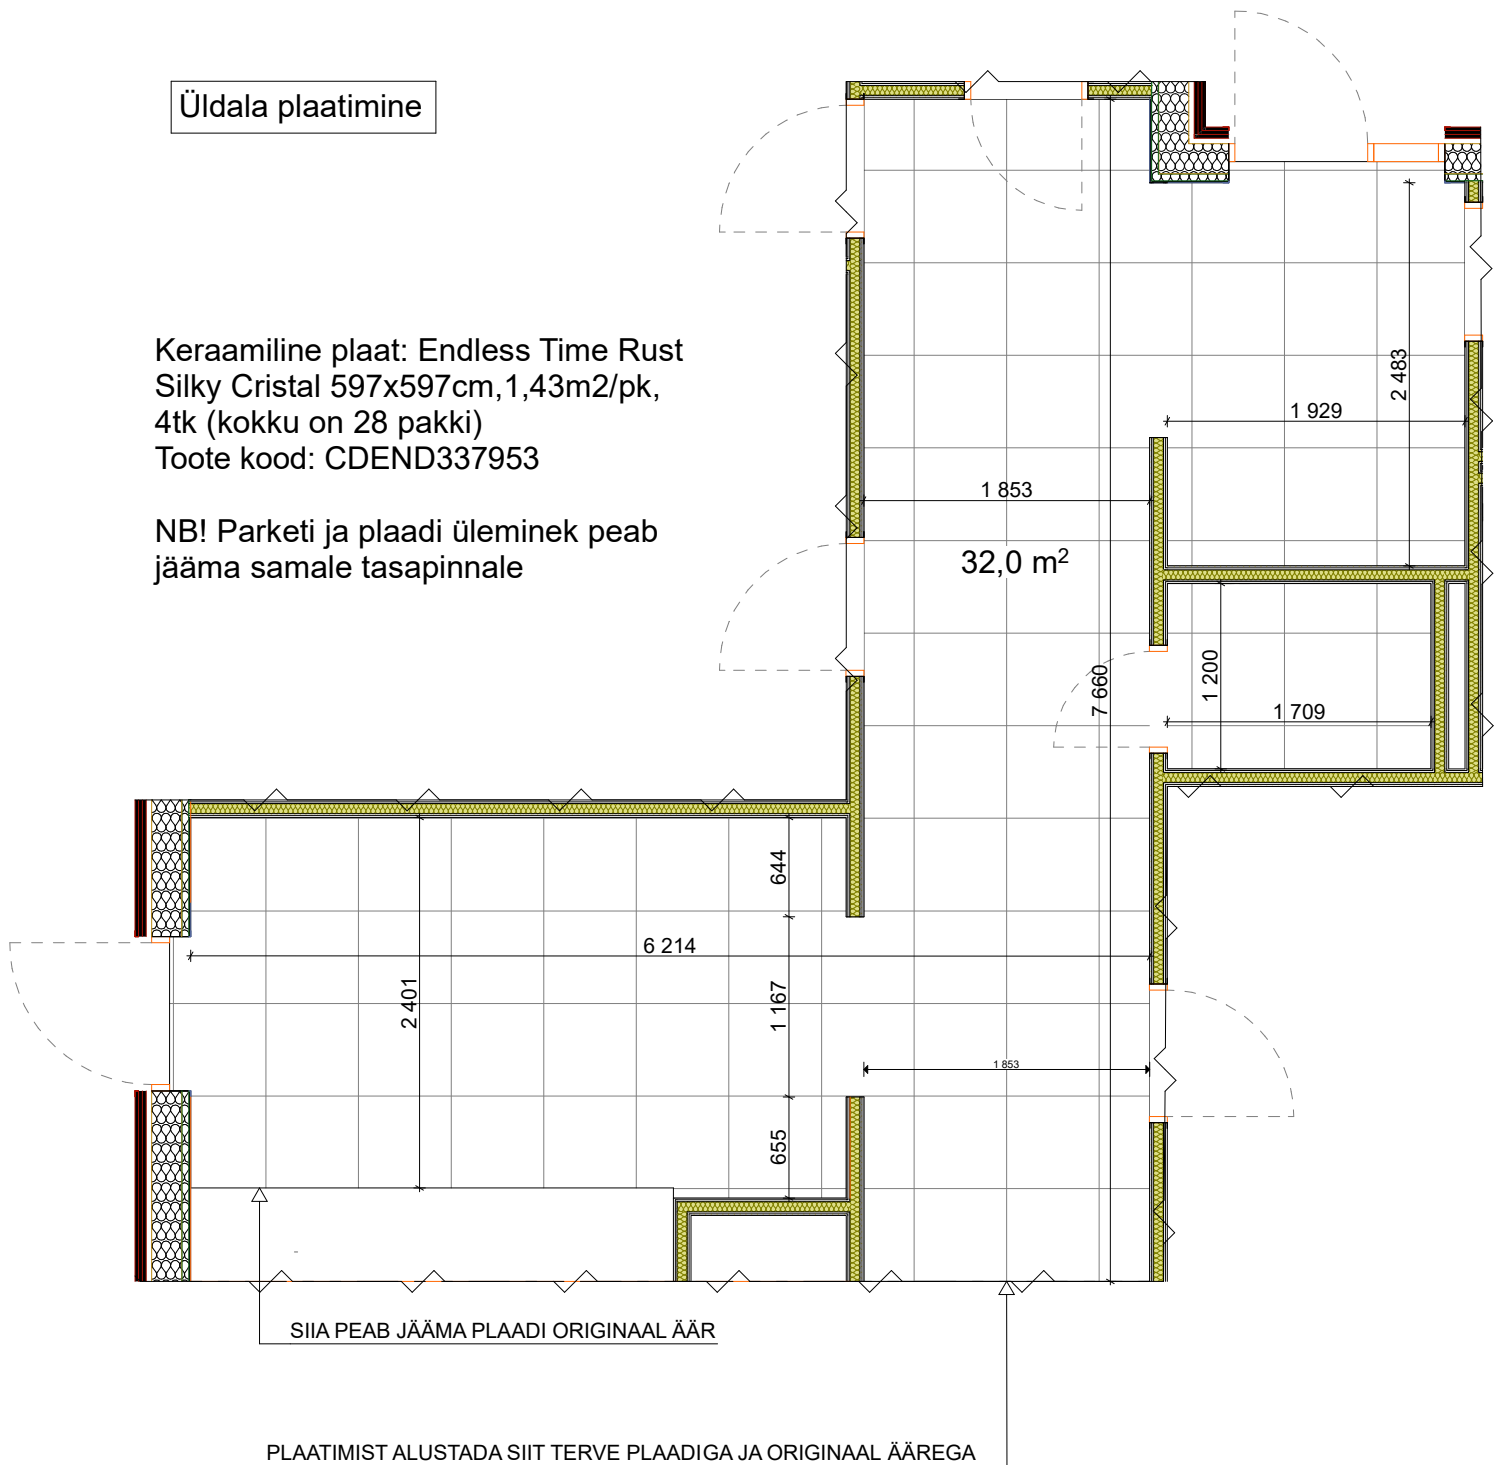 Üldala plaatimine
Keraamiline plaat: Endless Time Rust
Silky Cristal 597x597cm,1,43m2/pk,
4tk (kokku on 28 pakki)
Toote kood: CDEND337953
NB! Parketi ja plaadi üleminek peab
jääma samale tasapinnale
2 483
1 929
1 853
32,0 m²
1 200
7 660
1 709
644
6 214
2 401
1 167
1 853
655
SIIA PEAB JÄÄMA PLAADI ORIGINAAL ÄÄR
PLAATIMIST ALUSTADA SIIT TERVE PLAADIGA JA ORIGINAAL ÄÄREGA